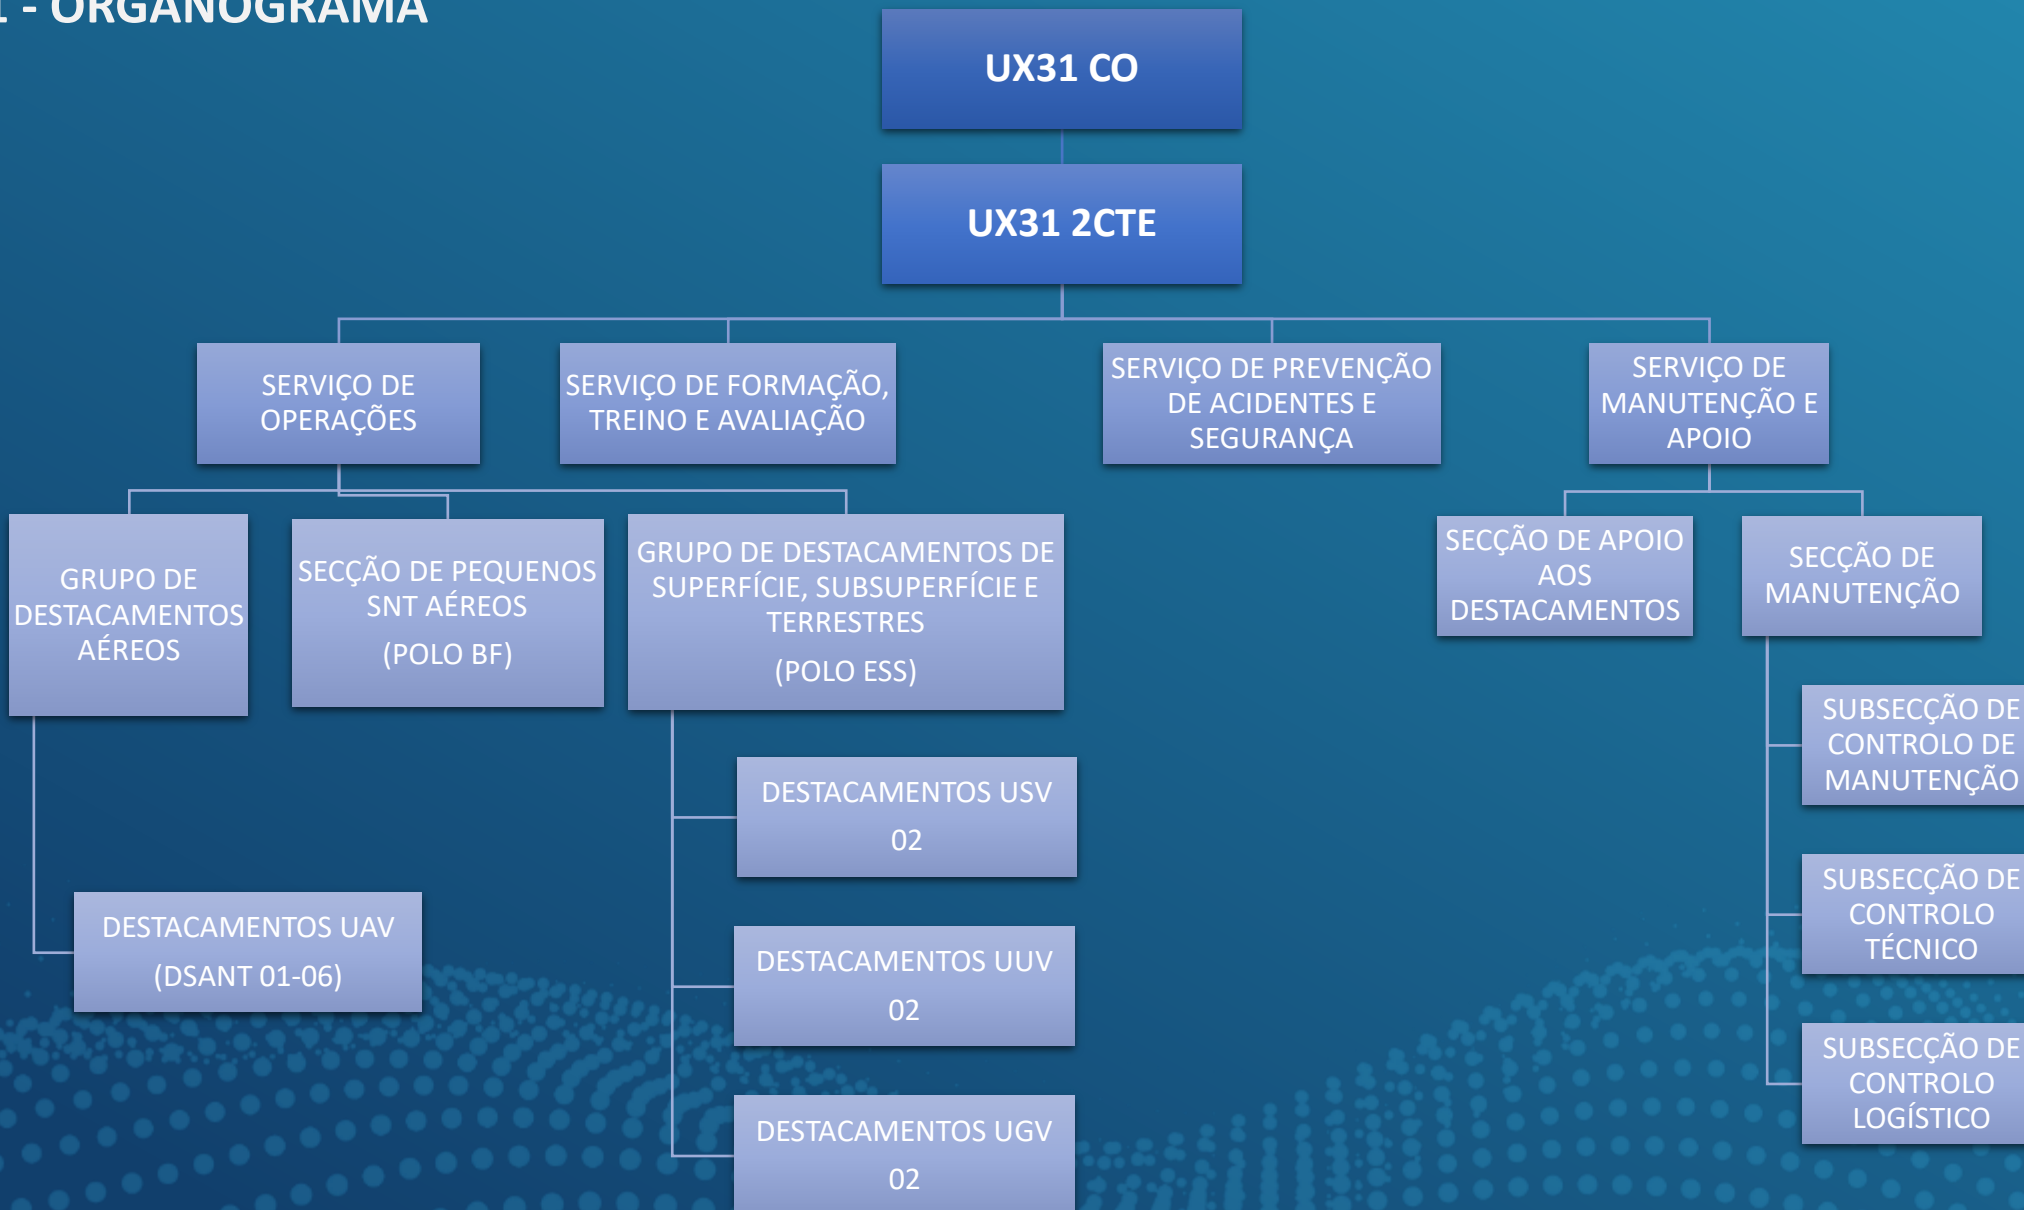 1 - ORGANOGRAMA
UX31 CO
UX31 2CTE
SERVIÇO DE
OPERAÇÕES
SERVIÇO DE FORMAÇÃO,
TREINO E AVALIAÇÃO
SERVIÇO DE PREVENÇÃO
DE ACIDENTES E
SEGURANÇA
SERVIÇO DE
MANUTENÇÃO E
APOIO
GRUPO DE
DESTACAMENTOS
AÉREOS
SECÇÃO DE PEQUENOS
SNT AÉREOS
(POLO BF)
GRUPO DE DESTACAMENTOS DE
SUPERFÍCIE, SUBSUPERFÍCIE E
TERRESTRES
(POLO ESS)
SECÇÃO DE APOIO
AOS
DESTACAMENTOS
SECÇÃO DE
MANUTENÇÃO
DESTACAMENTOS UAV
(DSANT 01-06)
DESTACAMENTOS USV
02
DESTACAMENTOS UUV
02
DESTACAMENTOS UGV
02
SUBSECÇÃO DE
CONTROLO DE
MANUTENÇÃO
SUBSECÇÃO DE
CONTROLO
TÉCNICO
SUBSECÇÃO DE
CONTROLO
LOGÍSTICO